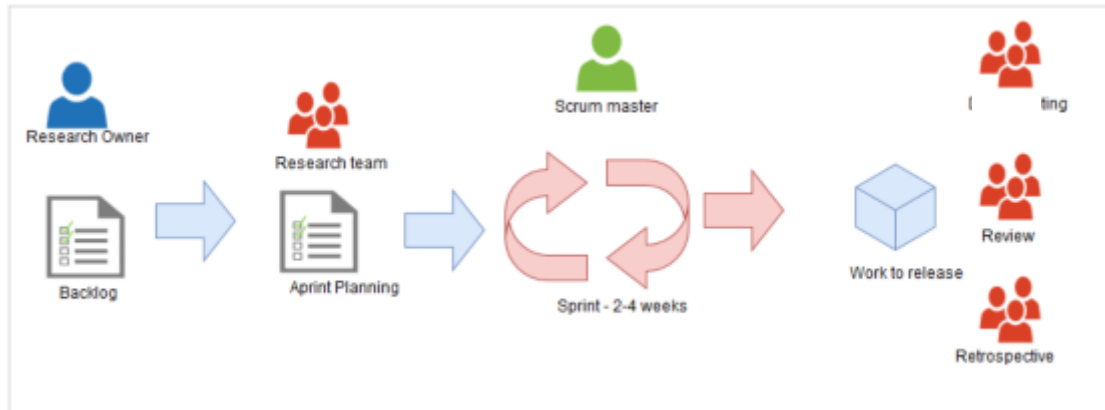 Research Owner
Backlog
Research team
Aprint Planning
Scrum master
Sprint - 2-4 weeks
Work to release
Review
Retrospective